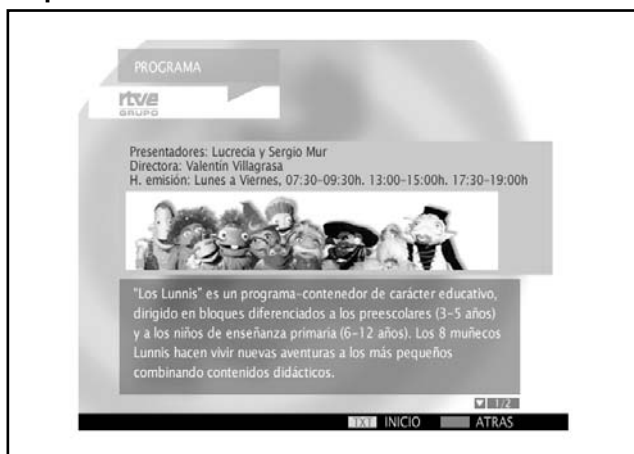 PROGRAMA
rtve
GRUPO
Presentadores: Lucrecia y Sergio Mur
Directora: Valentín Villagrasa
H. emisión: Lunes a Viernes, 07:30-09:30h. 13:00-15:00h. 17:30-19:00h
"Los Lunnis" es un programa-contenedor de carácter educativo,
dirigido en bloques diferenciados a los preescolares (3-5 años)
y a los niños de enseñanza primaria (6-12 años). Los 8 muñecos
Lunnis hacen vivir nuevas aventuras a los más pequeños
combinando contenidos didácticos.
1/2
TXT INICIO ATRAS